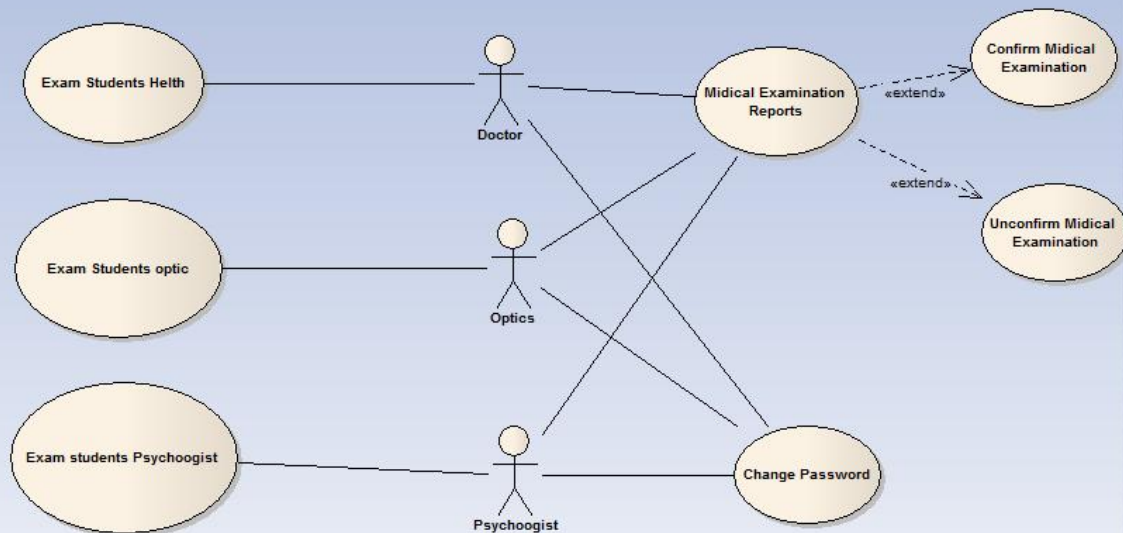 Exam Students Helth
Doctor
Midical Examination
Reports
«extend»
Confirm Midical
Examination
«extend»
Unconfirm Midical
Examination
Exam Students optic
Optics
Exam students Psychoogist
Psychoogist
Change Password